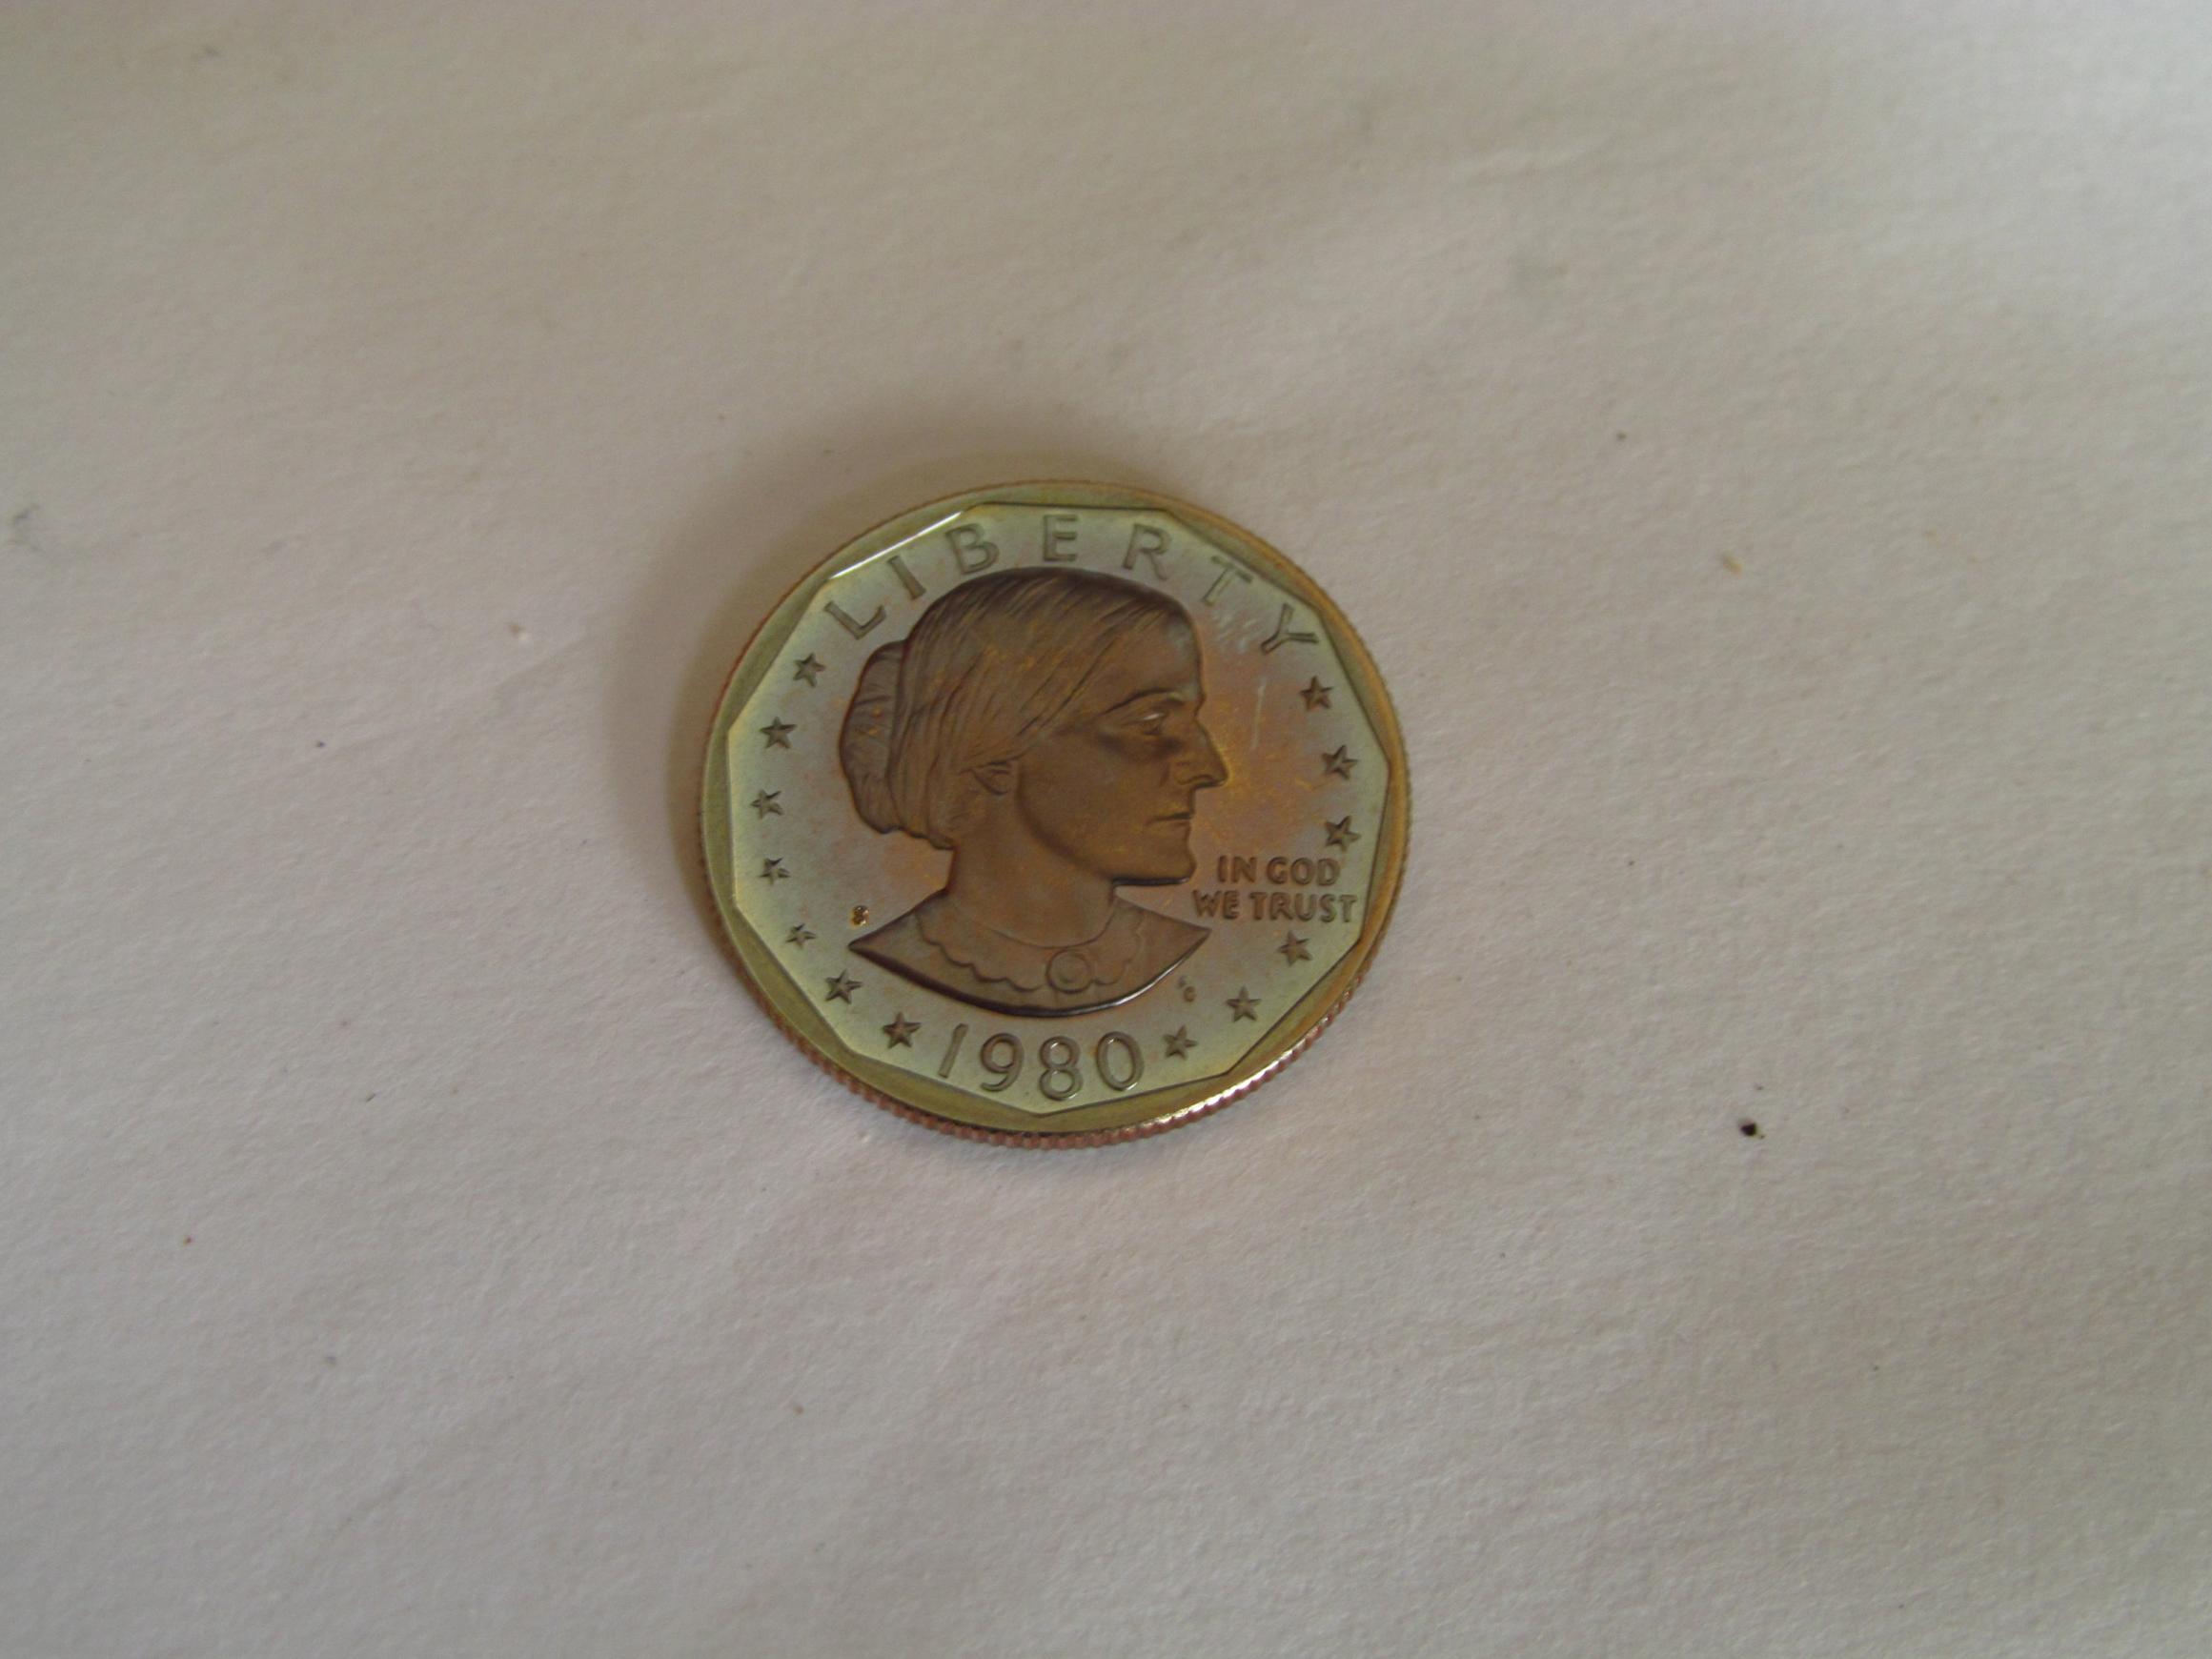 LIBERTY
IN GOD
WE TRUST
S
1980